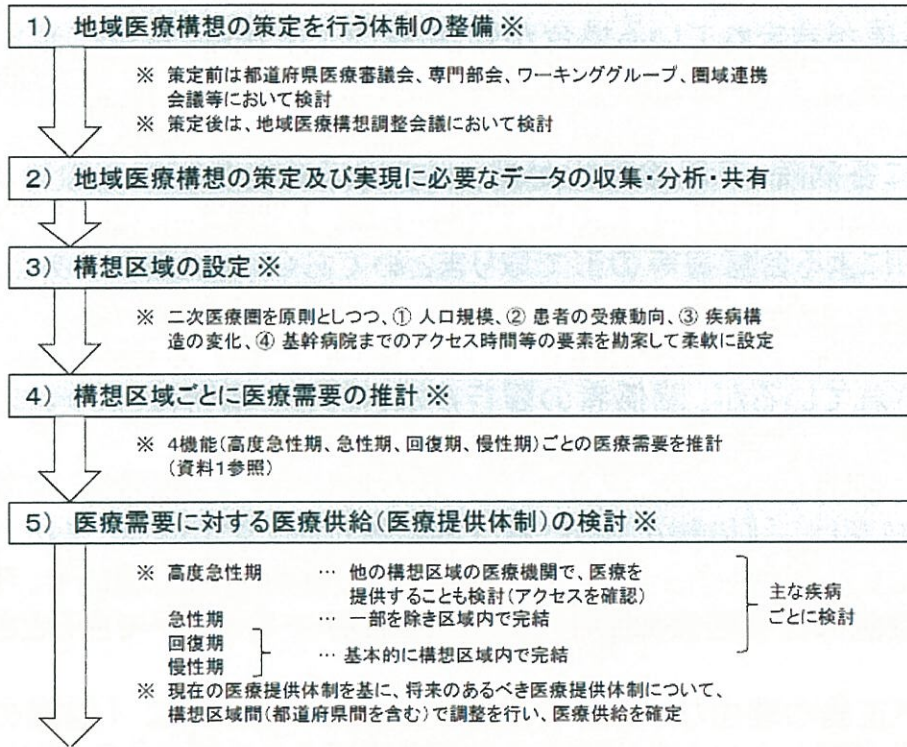 1) 地域医療構想の策定を行う体制の整備※
※ 策定前は都道府県医療審議会、専門部会、ワーキンググループ、圏域連携
会議等において検討
※ 策定後は、地域医療構想調整会議において検討
2) 地域医療構想の策定及び実現に必要なデータの収集・分析・共有
3) 構想区域の設定※
※ 二次医療圏を原則としつつ、① 人口規模、② 患者の受療動向、③ 疾病構
造の変化、④ 基幹病院までのアクセス時間等の要素を勘案して柔軟に設定
4) 構想区域ごとに医療需要の推計※
※ 4機能(高度急性期、急性期、回復期、慢性期)ごとの医療需要を推計
(資料1参照)
5) 医療需要に対する医療供給(医療提供体制)の検討※
※ 高度急性期 … 他の構想区域の医療機関で、医療を
提供することも検討(アクセスを確認)
急性期 … 一部を除き区域内で完結
回復期
慢性期 … 基本的に構想区域内で完結
主な疾病
ごとに検討
※ 現在の医療提供体制を基に、将来のあるべき医療提供体制について、
構想区域間(都道府県間を含む)で調整を行い、医療供給を確定